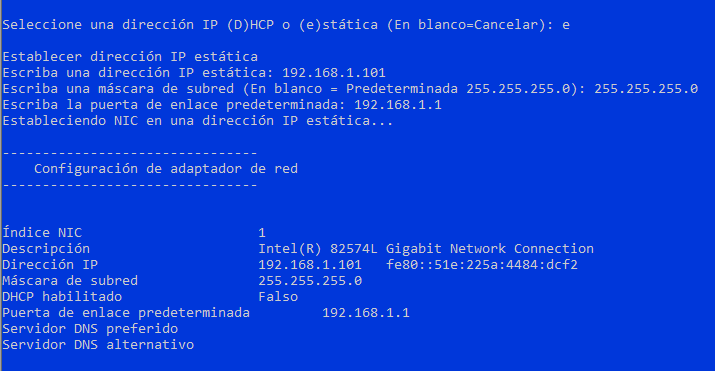 Seleccione una dirección IP (D)HCP o (e)stática (En blanco=Cancelar): e
Establecer dirección IP estática
Escriba una dirección IP estática: 192.168.1.101
Escriba una máscara de subred (En blanco = Predeterminada 255.255.255.0): 255.255.255.0
Escriba la puerta de enlace predeterminada: 192.168.1.1
Estableciendo NIC en una dirección IP estática...
--------------------------------
    Configuración de adaptador de red
--------------------------------
Índice NIC                      1
Descripción                     Intel(R) 82574L Gigabit Network Connection
Dirección IP                    192.168.1.101   fe80::51e:225a:4484:dcf2
Máscara de subred               255.255.255.0
DHCP habilitado                 Falso
Puerta de enlace predeterminada         192.168.1.1
Servidor DNS preferido
Servidor DNS alternativo